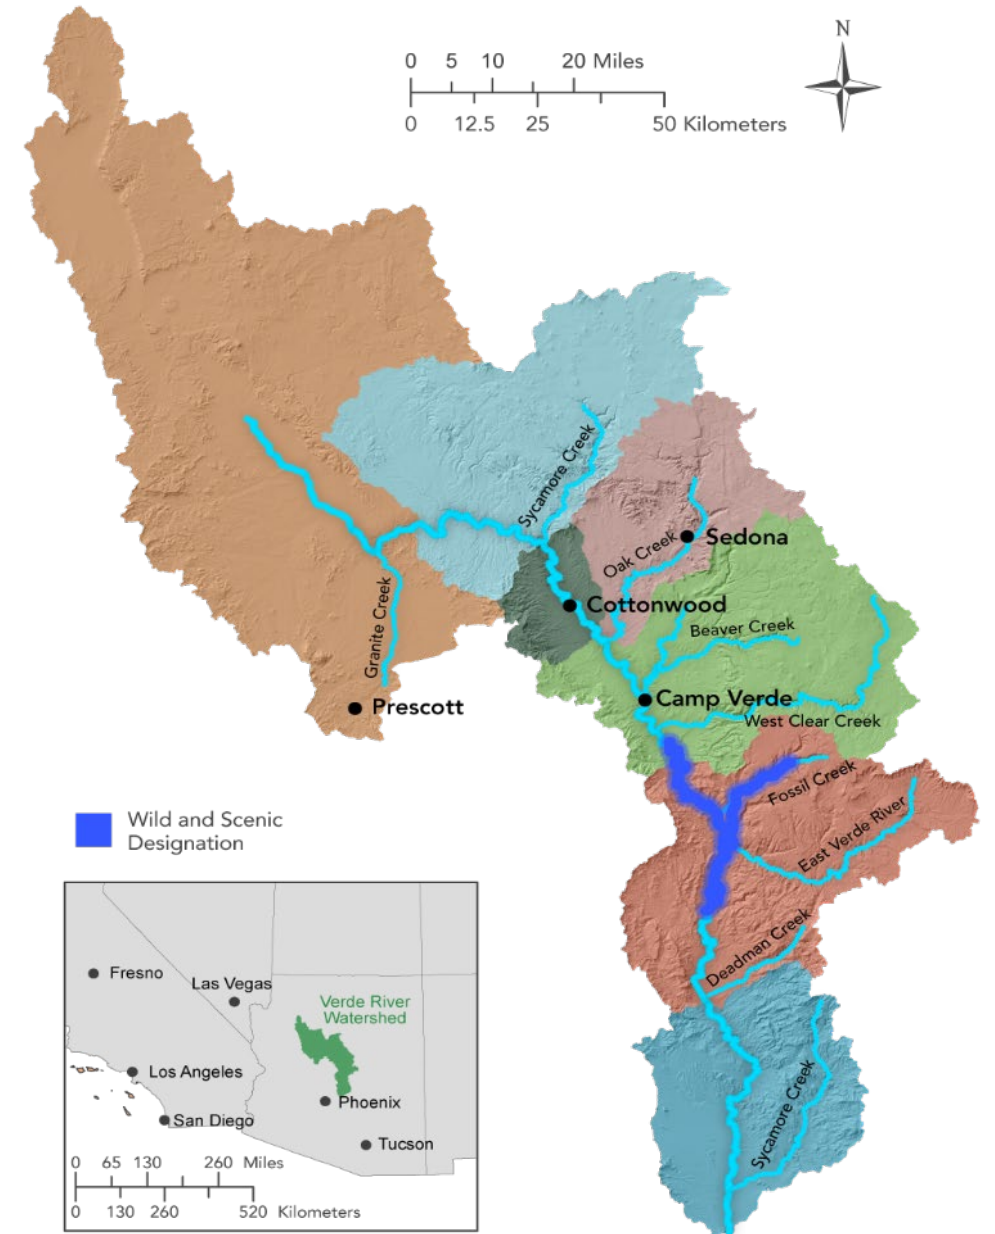 N
0 5 10 20 Miles
0 12.5 25 50 Kilometers
Sycamore Creek
Oak Creek
Sedona
Cottonwood
Granite Creek
Beaver Creek
Prescott
Camp Verde
West Clear Creek
Fossil Creek
Wild and Scenic
Designation
East Verde River
Deadman Creek
Sycamore Creek
Fresno
Las Vegas
Verde River
Watershed
Los Angeles
Phoenix
San Diego
Tucson
0 65 130 260 Miles
0 130 260 520 Kilometers